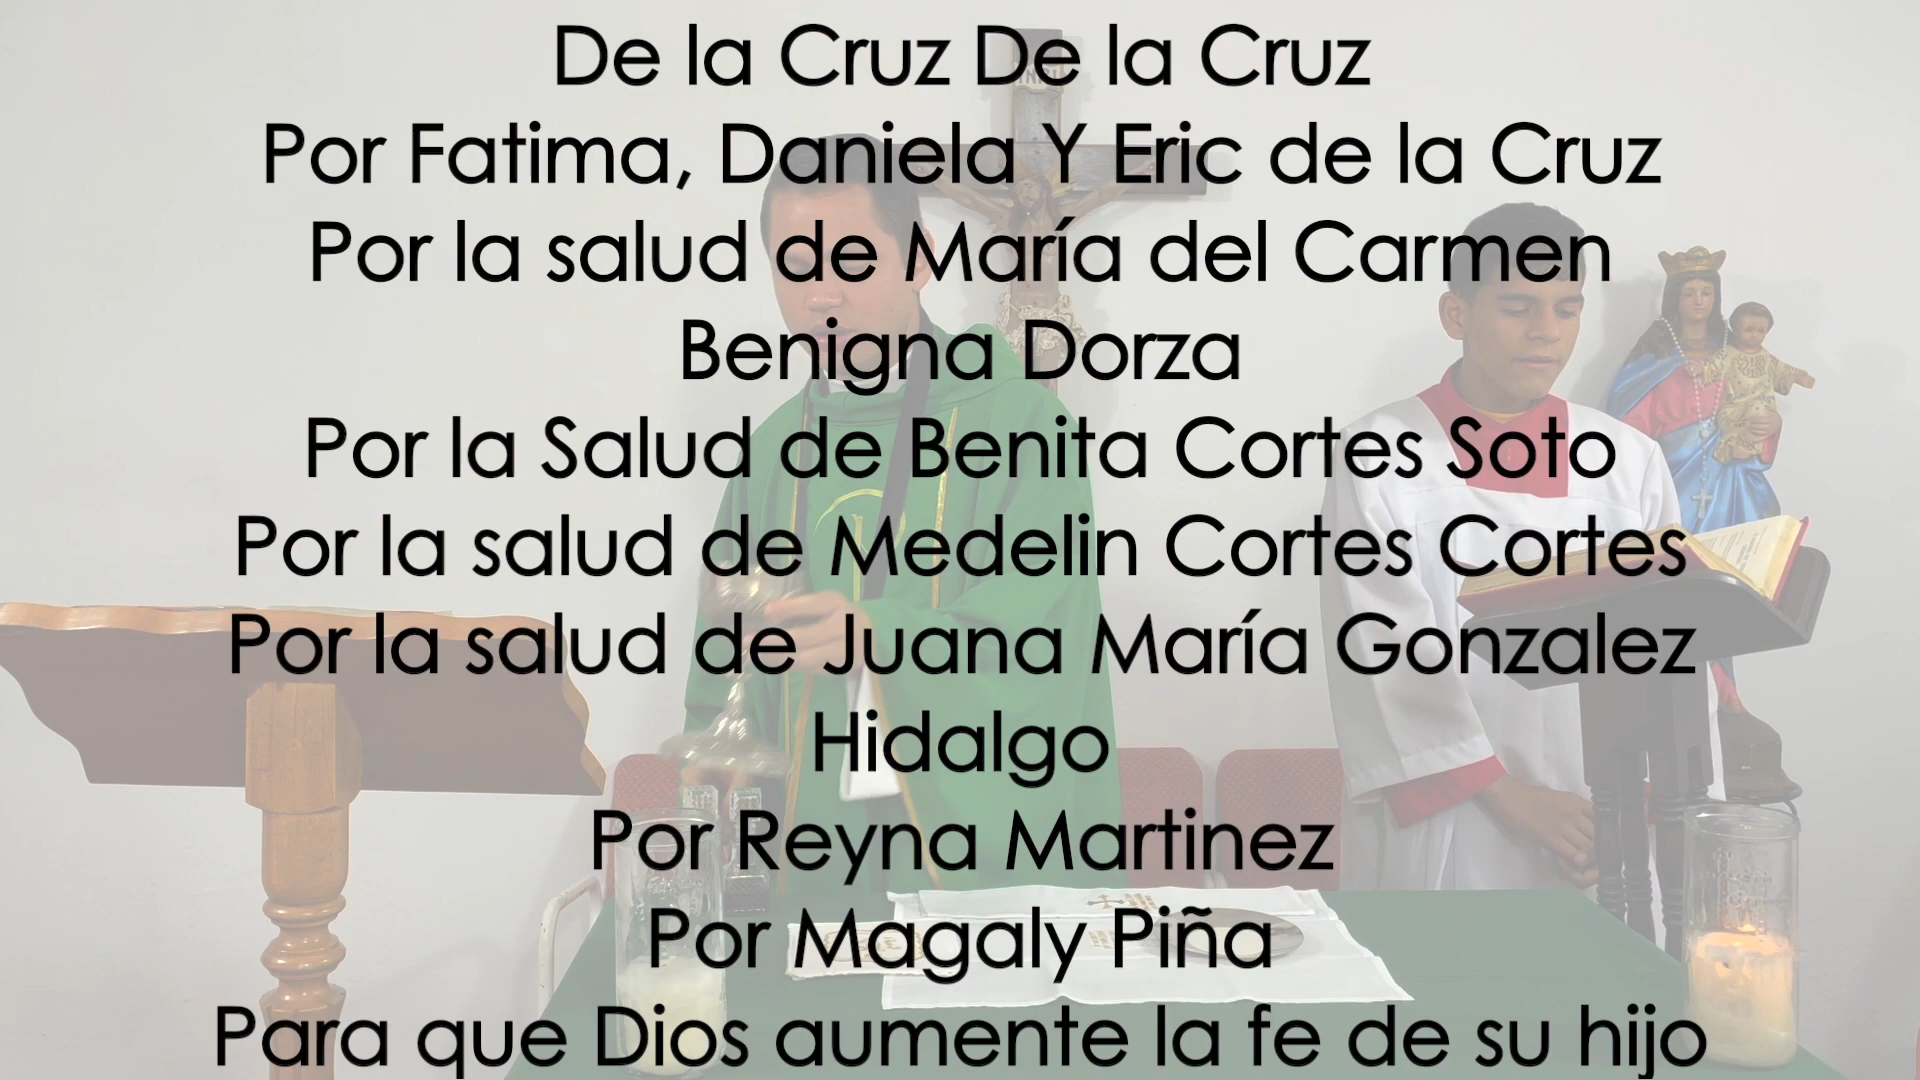 De la Cruz De la Cruz
Por Fatima, Daniela Y Eric de la Cruz
Por la salud de María del Carmen
Benigna Dorza
Por la Salud de Benita Cortes Soto
Por la salud de Medelin Cortes Cortes
Por la salud de Juana María Gonzalez
Hidalgo
Por Reyna Martinez
Por Magaly Piña
Para que Dios aumente la fe de su hijo